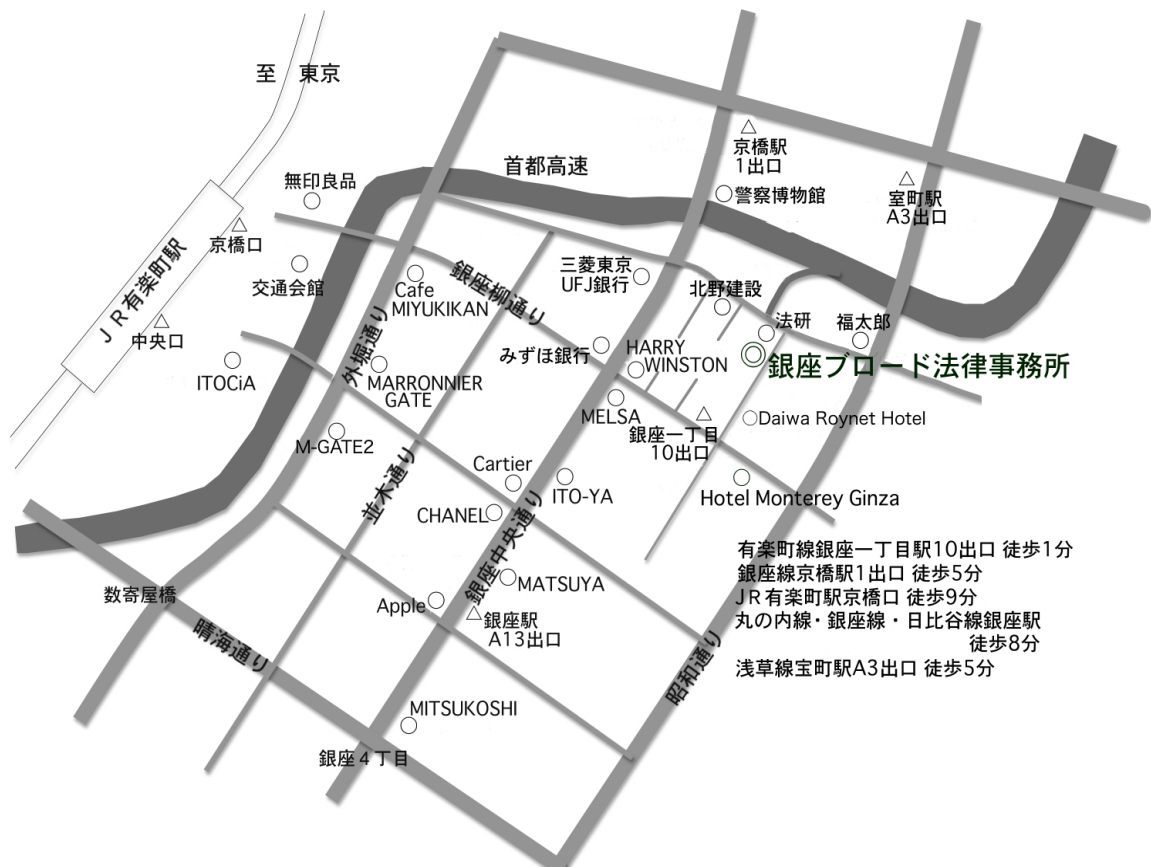 至 東京
首都高速
京橋駅
1出口
無印良品
警察博物館
室町駅
A3出口
京橋口
JR有楽町駅
交通会館
Cafe
MIYUKIKAN
銀座柳通り
三菱東京
UFJ銀行
北野建設
法研
福太郎
中央口
外堀通り
みずほ銀行
HARRY
WINSTON
銀座ブロード法律事務所
ITOCiA
MARRONNIER
GATE
MELSA
銀座一丁目
10出口
Daiwa Roynet Hotel
M-GATE2
並木通り
Cartier
ITO-YA
Hotel Monterey Ginza
CHANEL
銀座中央通り
有楽町線銀座一丁目駅10出口 徒歩1分
銀座線京橋駅1出口 徒歩5分
JR有楽町駅京橋口 徒歩9分
丸の内線・銀座線・日比谷線銀座駅
徒歩8分
浅草線宝町駅A3出口 徒歩5分
MATSUYA
数寄屋橋
Apple
銀座駅
A13出口
晴海通り
昭和通り
MITSUKOSHI
銀座4丁目